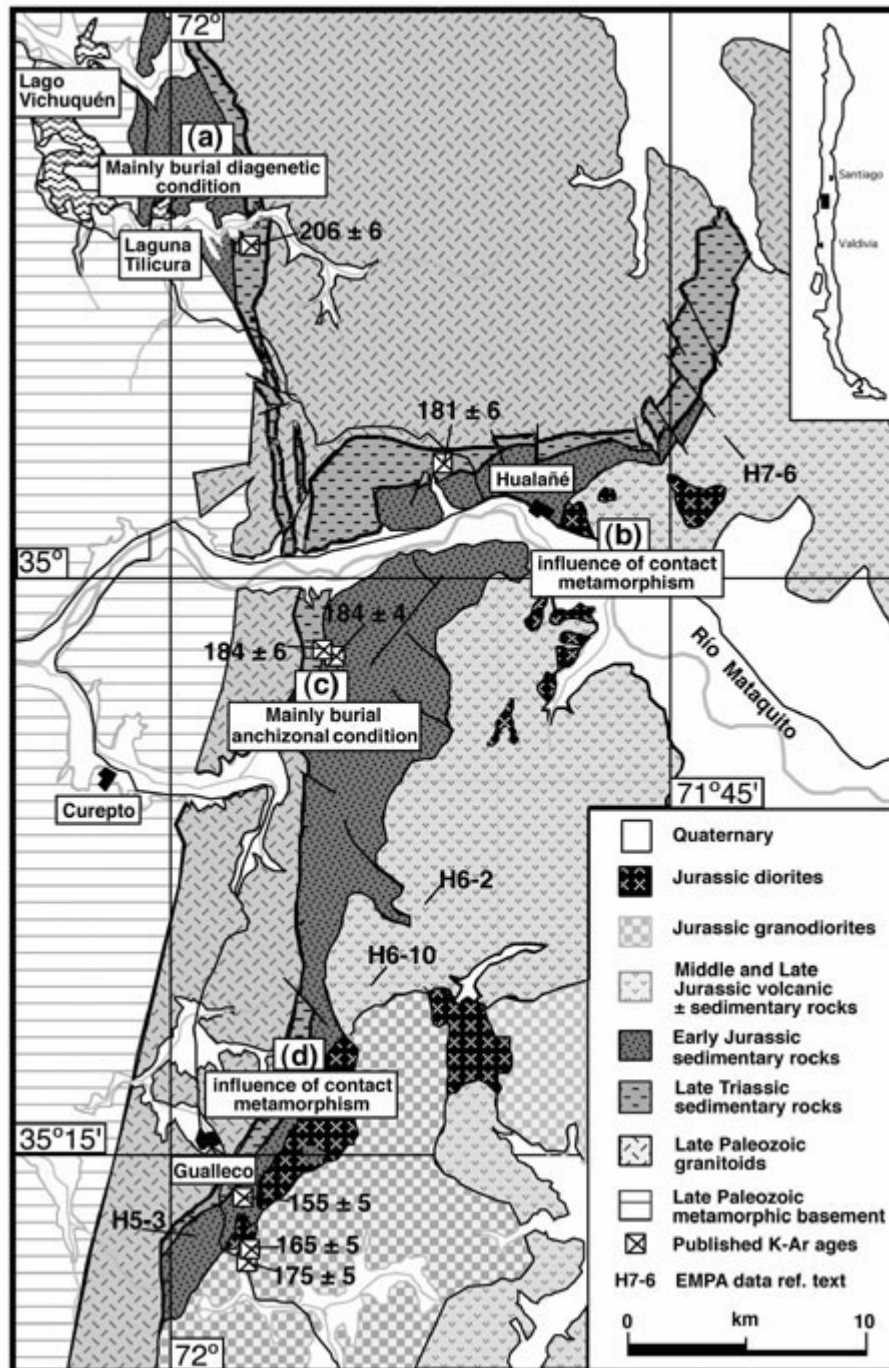 72°
Lago
Vichuquén
(a)
Mainly burial diagenetic
condition
206 ± 6
Laguna
Tilicura
Santiago
Valdivia
181 ± 6
Hualañé
H7-6
35°
(b)
influence of contact
metamorphism
184 ± 4
184 ± 6
(c)
Mainly burial
anchizonal condition
Río Mataquito
Curepto
71°45'
H6-2
H6-10
(d)
influence of contact
metamorphism
35°15'
Gualleco
H5-3
155 ± 5
165 ± 5
175 ± 5
72°
Quaternary
Jurassic diorites
Jurassic granodiorites
Middle and Late
Jurassic volcanic
± sedimentary rocks
Early Jurassic
sedimentary rocks
Late Triassic
sedimentary rocks
Late Paleozoic
granitoids
Late Paleozoic
metamorphic basement
Published K-Ar ages
H7-6 EMPA data ref. text
0 km 10